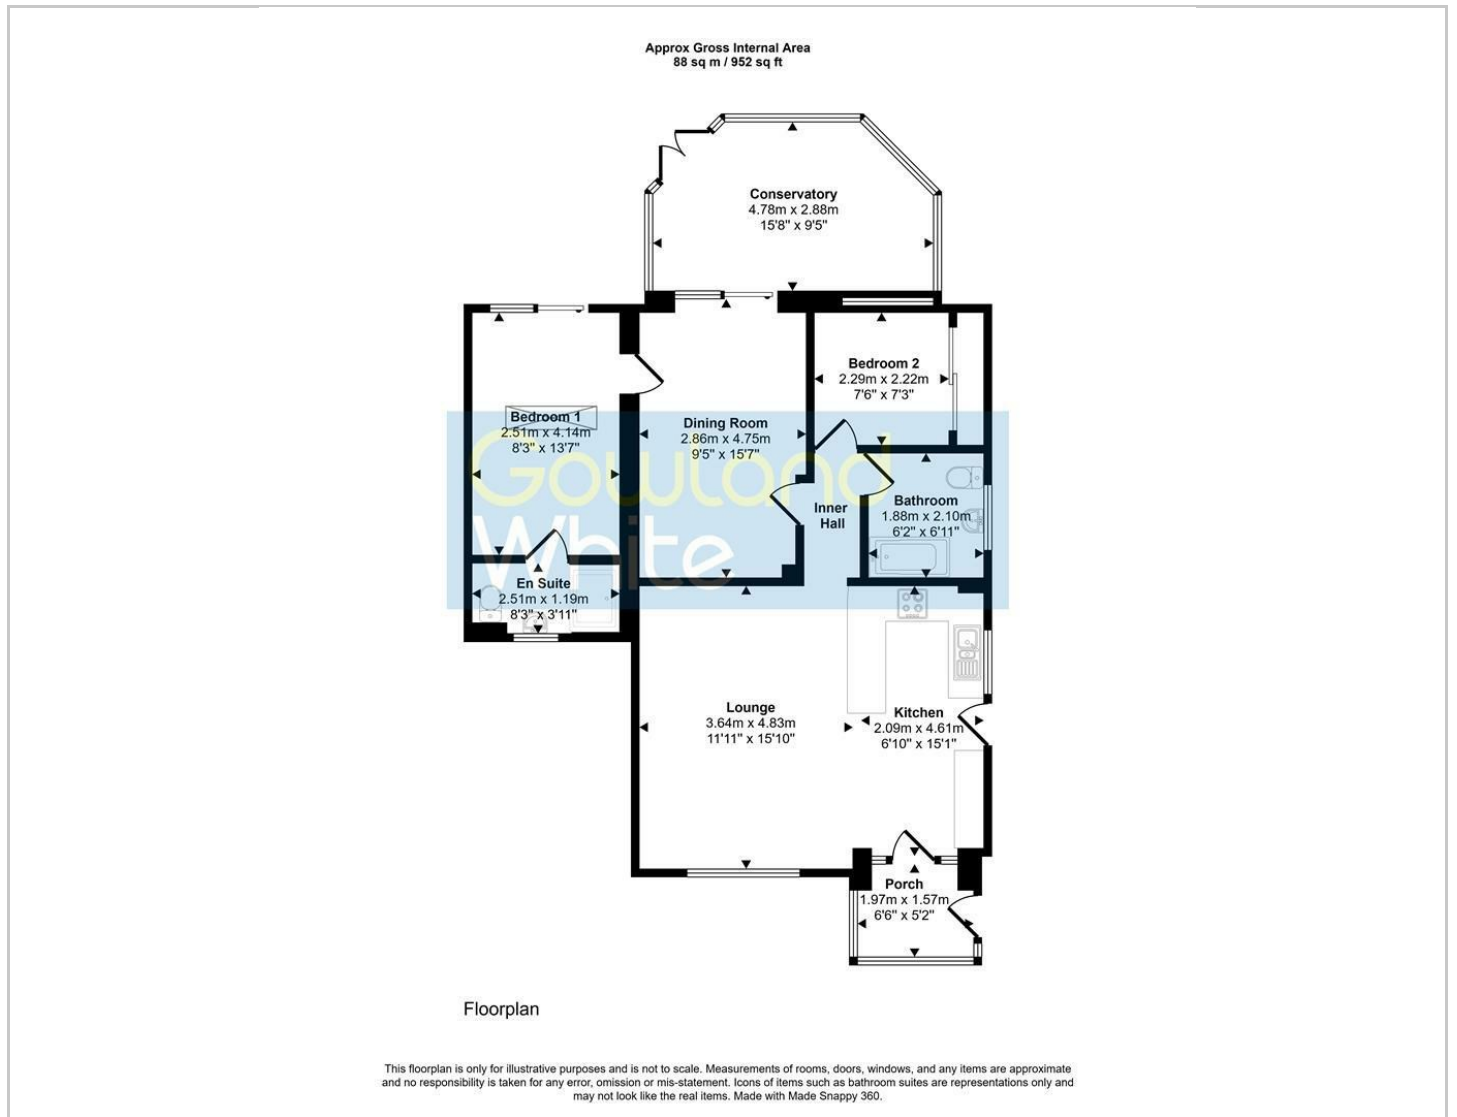 Approx Gross Internal Area
88 sq m / 952 sq ft
Conservatory
4.78m x 2.88m
15'8" x 9'5"
Bedroom 2
2.29m x 2.22m
7'6" x 7'3"
Bedroom 1
2.51m x 4.14m
8'3" x 13'7"
Dining Room
2.86m x 4.75m
9'5" x 15'7"
Gowland
White
Inner
Hall
Bathroom
1.88m x 2.10m
6'2" x 6'11"
En Suite
2.51m x 1.19m
8'3" x 3'11"
Lounge
3.64m x 4.83m
11'11" x 15'10"
Kitchen
2.09m x 4.61m
6'10" x 15'1"
Porch
1.97m x 1.57m
6'6" x 5'2"
Floorplan
This floorplan is only for illustrative purposes and is not to scale. Measurements of rooms, doors, windows, and any items are approximate
and no responsibility is taken for any error, omission or mis-statement. Icons of items such as bathroom suites are representations only and
may not look like the real items. Made with Made Snappy 360.